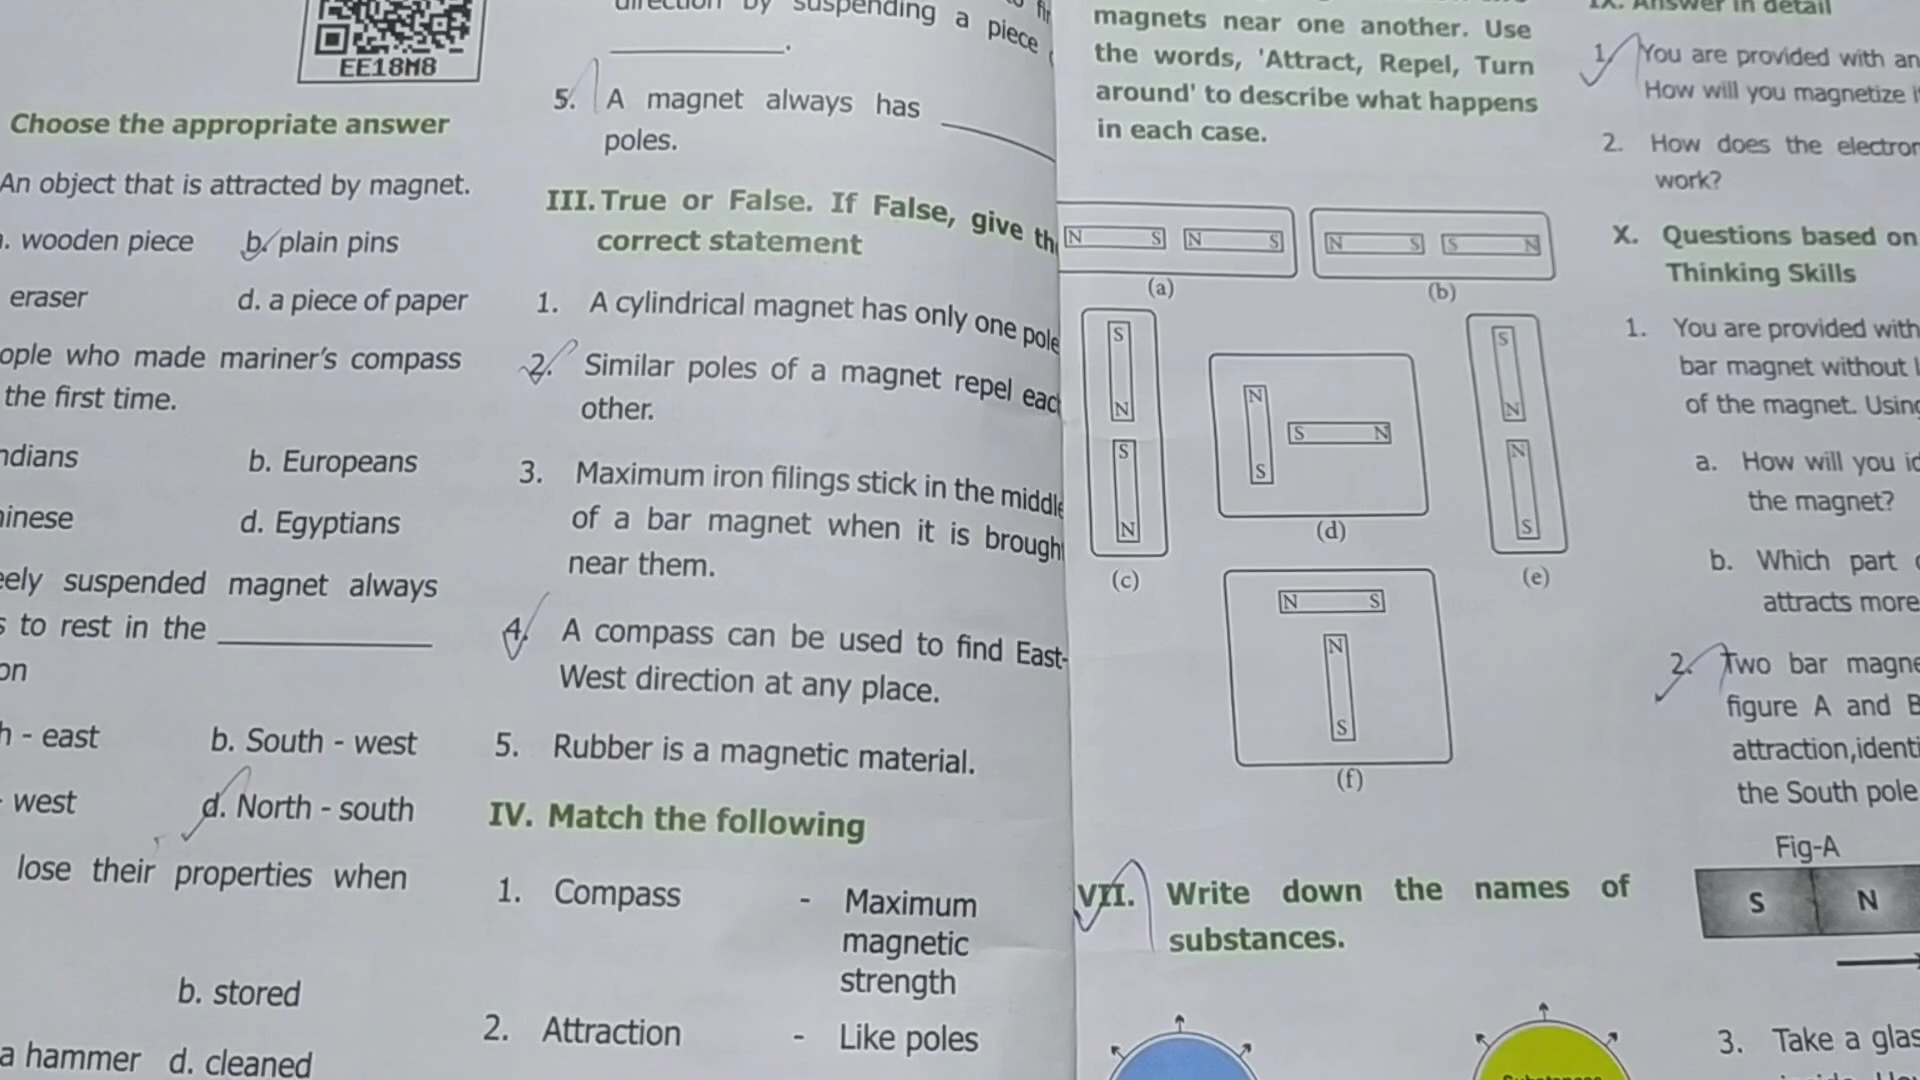 EE18M8
Choose the appropriate answer
An object that is attracted by magnet.
wooden piece b. plain pins
eraser d. a piece of paper
ople who made mariner's compass
the first time.
ndians b. Europeans
inese d. Egyptians
eely suspended magnet always
s to rest in the
on
h - east b. South - west
- west d. North - south
lose their properties when
b. stored
a hammer d. cleaned
direction by suspending a piece
5. A magnet always has
poles.
III. True or False. If False, give the
correct statement
1. A cylindrical magnet has only one pole
2. Similar poles of a magnet repel each
other.
3. Maximum iron filings stick in the middle
of a bar magnet when it is brought
near them.
4. A compass can be used to find East-
West direction at any place.
5. Rubber is a magnetic material.
IV. Match the following
1. Compass - Maximum
magnetic
strength
2. Attraction - Like poles
magnets near one another. Use
the words, 'Attract, Repel, Turn
around' to describe what happens
in each case.
N S N S
(a)
N S S N
(b)
S
N
S
N
(c)
N
S
S N
(d)
S
N
N
S
(e)
N S
N
S
(f)
VII. Write down the names of
substances.
IX. Answer in detail
1. You are provided with an
How will you magnetize i
2. How does the electro
work?
X. Questions based on
Thinking Skills
1. You are provided with
bar magnet without l
of the magnet. Using
a. How will you id
the magnet?
b. Which part
attracts more
2. Two bar magne
figure A and B
attraction,identi
the South pole
Fig-A
S N
3. Take a glas